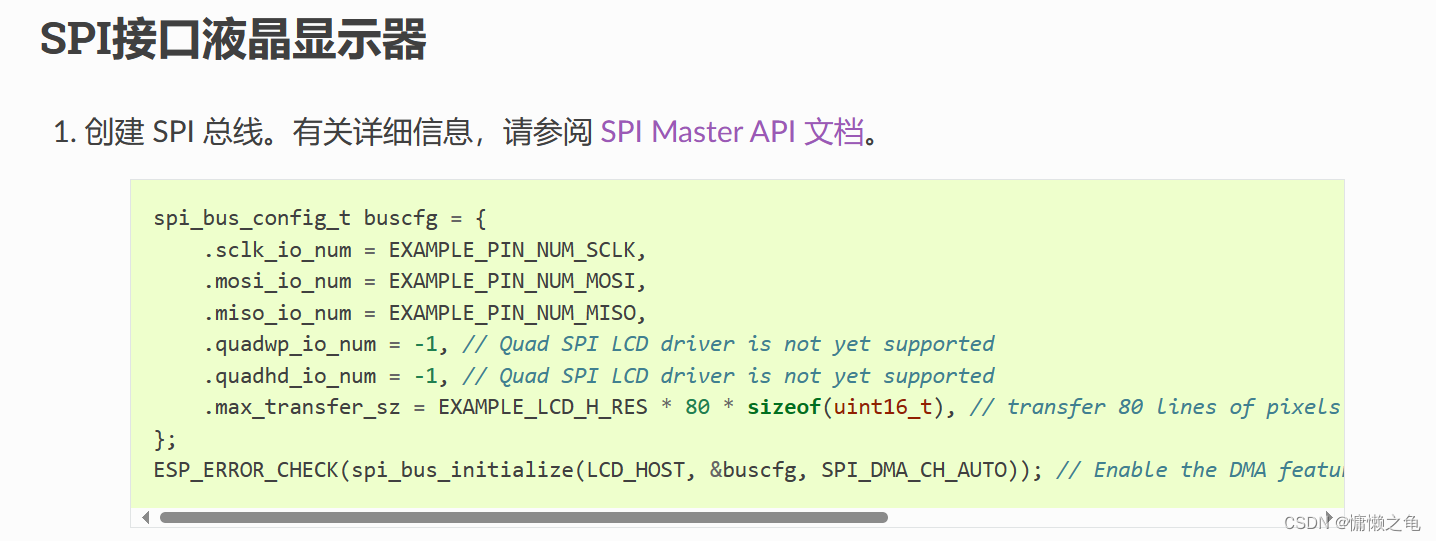 SPI接口液晶显示器
1. 创建 SPI 总线。有关详细信息，请参阅 SPI Master API 文档。
spi_bus_config_t buscfg = {
    .sclk_io_num = EXAMPLE_PIN_NUM_SCLK,
    .mosi_io_num = EXAMPLE_PIN_NUM_MOSI,
    .miso_io_num = EXAMPLE_PIN_NUM_MISO,
    .quadwp_io_num = -1, // Quad SPI LCD driver is not yet supported
    .quadhd_io_num = -1, // Quad SPI LCD driver is not yet supported
    .max_transfer_sz = EXAMPLE_LCD_H_RES * 80 * sizeof(uint16_t), // transfer 80 lines of pixels
};
ESP_ERROR_CHECK(spi_bus_initialize(LCD_HOST, &buscfg, SPI_DMA_CH_AUTO)); // Enable the DMA
CSDN @慵懒之龟